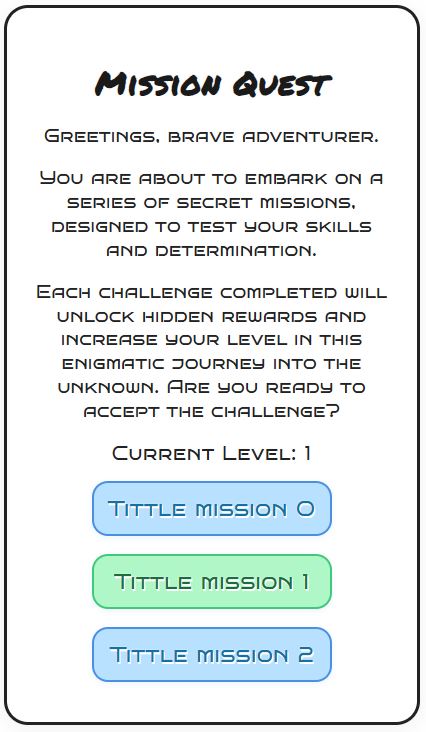 Mission Quest
Greetings, brave adventurer.
You are about to embark on a
series of secret missions,
designed to test your skills
and determination.
Each challenge completed will
unlock hidden rewards and
increase your level in this
enigmatic journey into the
unknown. Are you ready to
accept the challenge?
Current Level: 1
Tittle mission 0
Tittle mission 1
Tittle mission 2